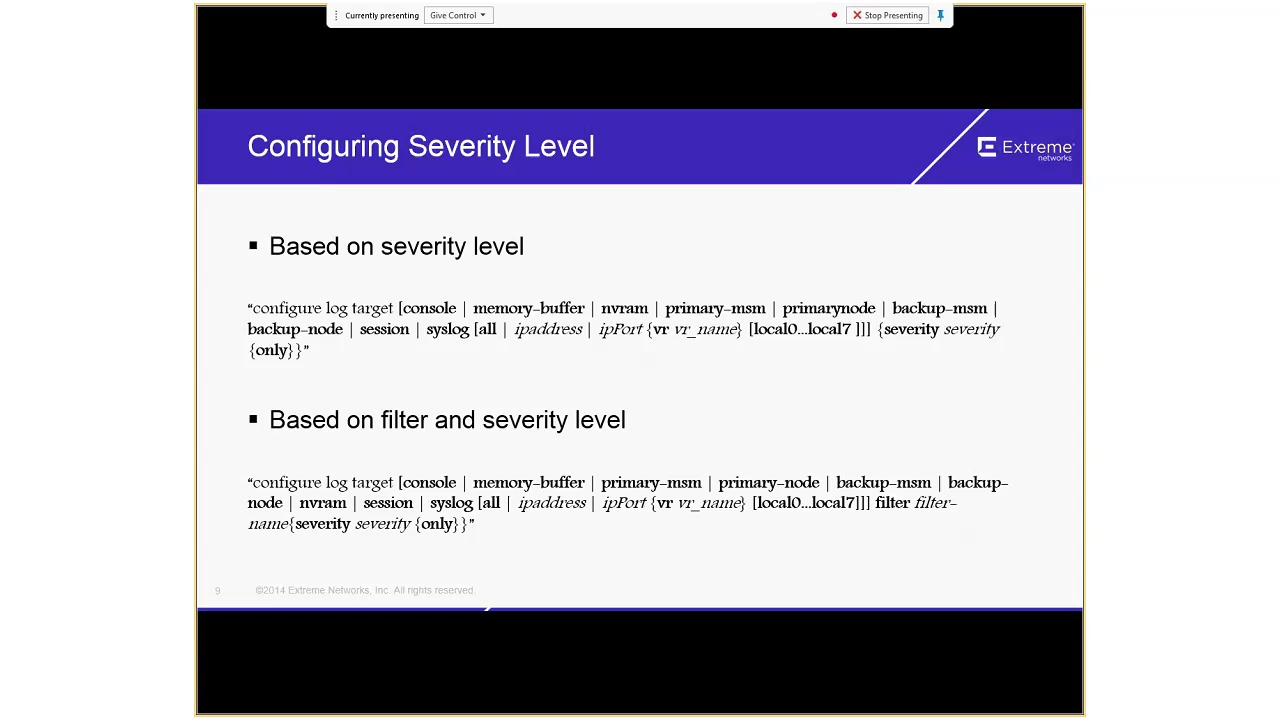 Currently presenting Give Control Stop Presenting
Configuring Severity Level
Extreme
networks
▪ Based on severity level
“configure log target [console | memory-buffer | nvram | primary-msm | primarynode | backup-msm |
backup-node | session | syslog [all | ipaddress | ipPort {vr vr_name} [local0...local7 ]]] {severity severity
{only}}”
▪ Based on filter and severity level
“configure log target [console | memory-buffer | primary-msm | primary-node | backup-msm | backup-
node | nvram | session | syslog [all | ipaddress | ipPort {vr vr_name} [local0...local7]]] filter filter-
name{severity severity {only}}”
9 ©2014 Extreme Networks, Inc. All rights reserved.